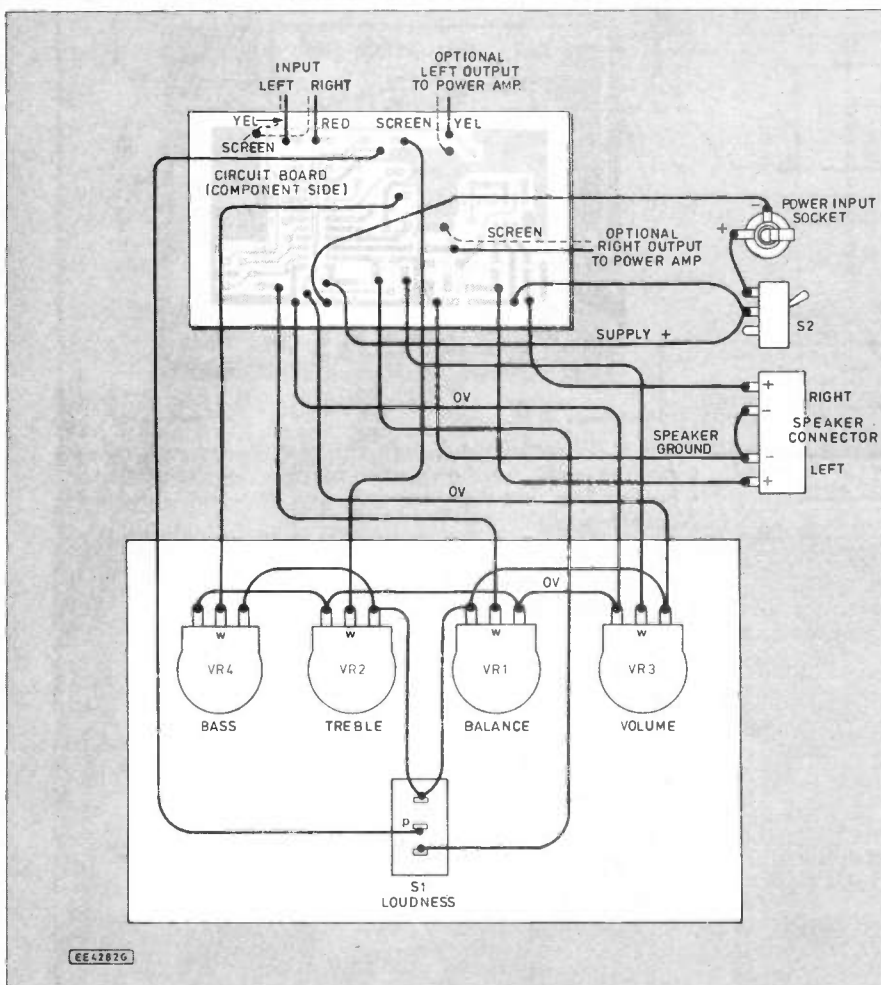 INPUT
LEFT RIGHT
OPTIONAL
LEFT OUTPUT
TO POWER AMP.
YEL
RED
SCREEN
YEL
SCREEN
CIRCUIT BOARD
(COMPONENT SIDE)
SCREEN
OPTIONAL
RIGHT OUTPUT
TO POWER AMP
-
+
POWER INPUT
SOCKET
S2
SUPPLY +
0V
SPEAKER
GROUND
0V
+
-
-
+
RIGHT
SPEAKER
CONNECTOR
LEFT
0V
W
W
W
W
VR4
VR2
VR1
VR3
BASS
TREBLE
BALANCE
VOLUME
P
S1
LOUDNESS
EE4282G